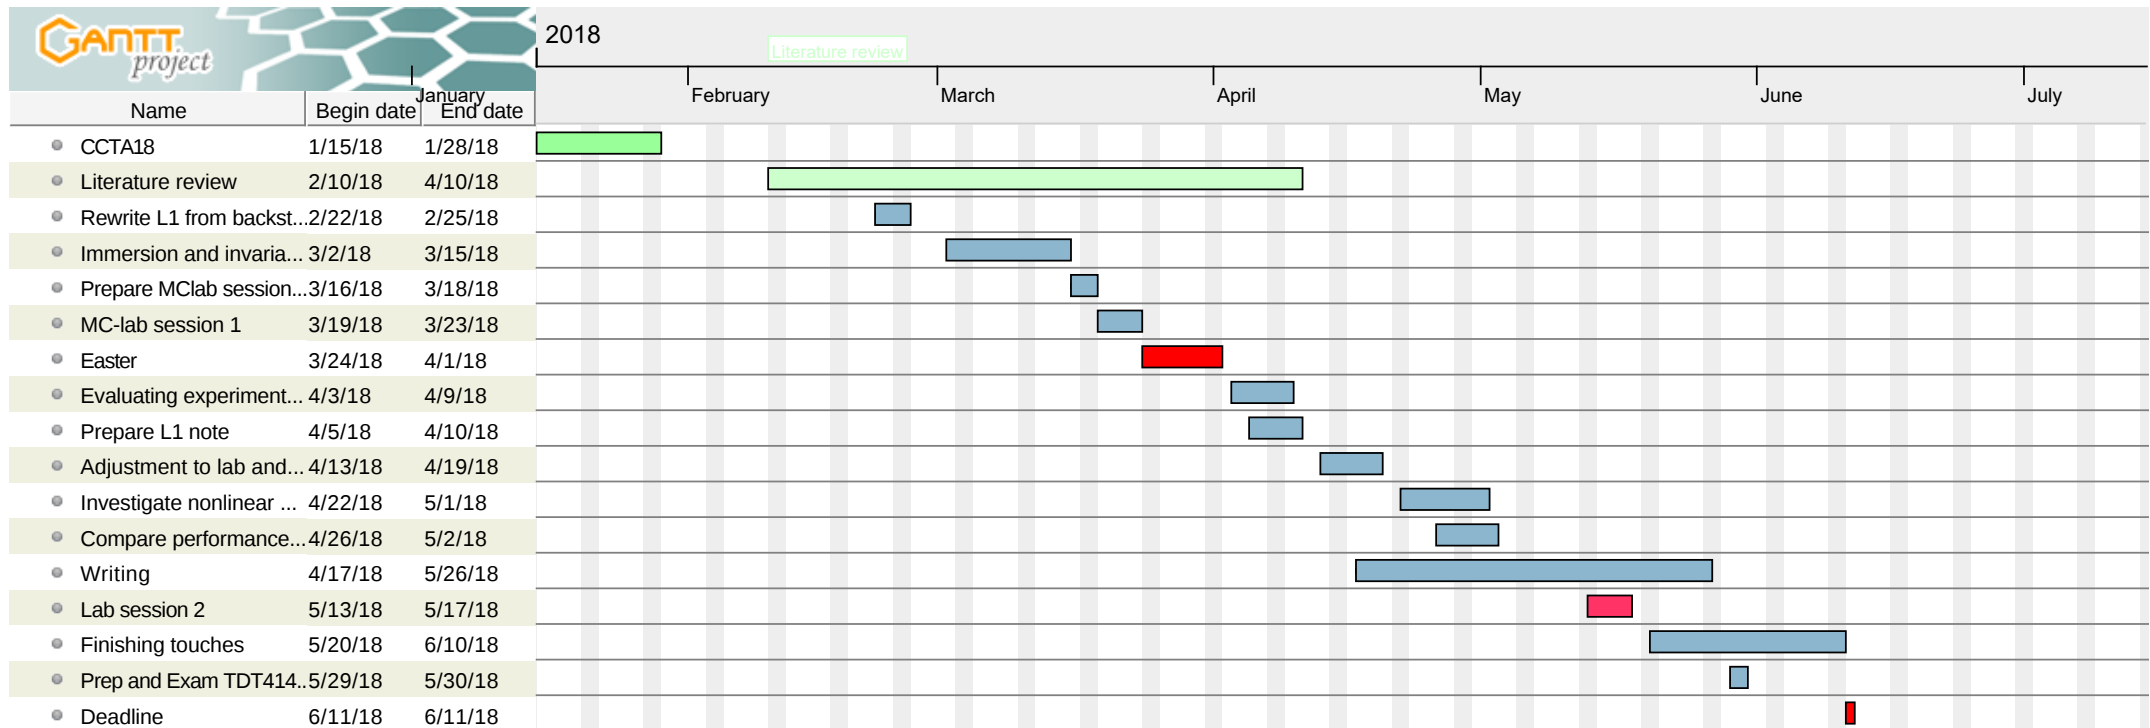 GANTT
project
2018
Literature review
January
February
March
April
May
June
July
Name Begin date End date
CCTA18 1/15/18 1/28/18
Literature review 2/10/18 4/10/18
Rewrite L1 from backst... 2/22/18 2/25/18
Immersion and invaria... 3/2/18 3/15/18
Prepare MClab session... 3/16/18 3/18/18
MC-lab session 1 3/19/18 3/23/18
Easter 3/24/18 4/1/18
Evaluating experiment... 4/3/18 4/9/18
Prepare L1 note 4/5/18 4/10/18
Adjustment to lab and... 4/13/18 4/19/18
Investigate nonlinear ... 4/22/18 5/1/18
Compare performance... 4/26/18 5/2/18
Writing 4/17/18 5/26/18
Lab session 2 5/13/18 5/17/18
Finishing touches 5/20/18 6/10/18
Prep and Exam TDT414.. 5/29/18 5/30/18
Deadline 6/11/18 6/11/18